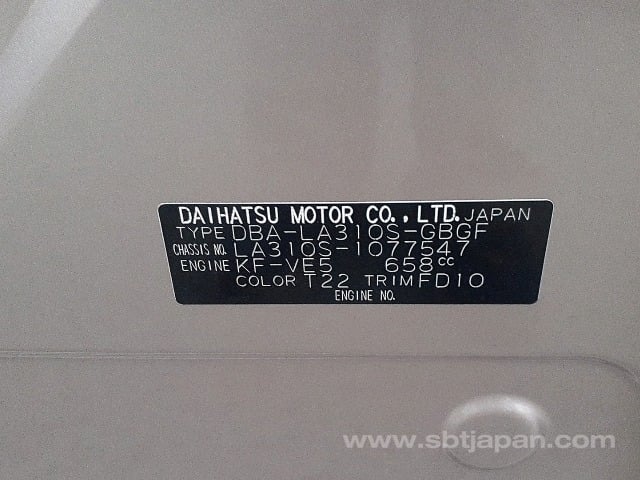 DAIHATSU MOTOR CO., LTD. JAPAN
TYPE DBA-LA310S-GBGF
CHASSIS NO. LA310S-1077547
ENGINE KF-VE5 658cc
COLOR T22 TRIM FD10
ENGINE NO.
www.sbtjapan.com